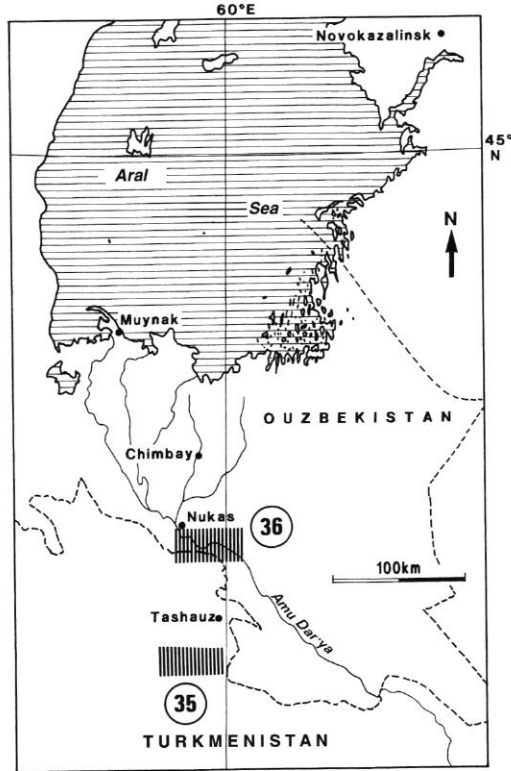 60°E
Novokazalinsk
45°
N
Aral
Sea
N
Muynak
OUZBEKISTAN
Chimbay
Nukas
36
100km
Amu Dar'ya
Tashauz
35
TURKMENISTAN